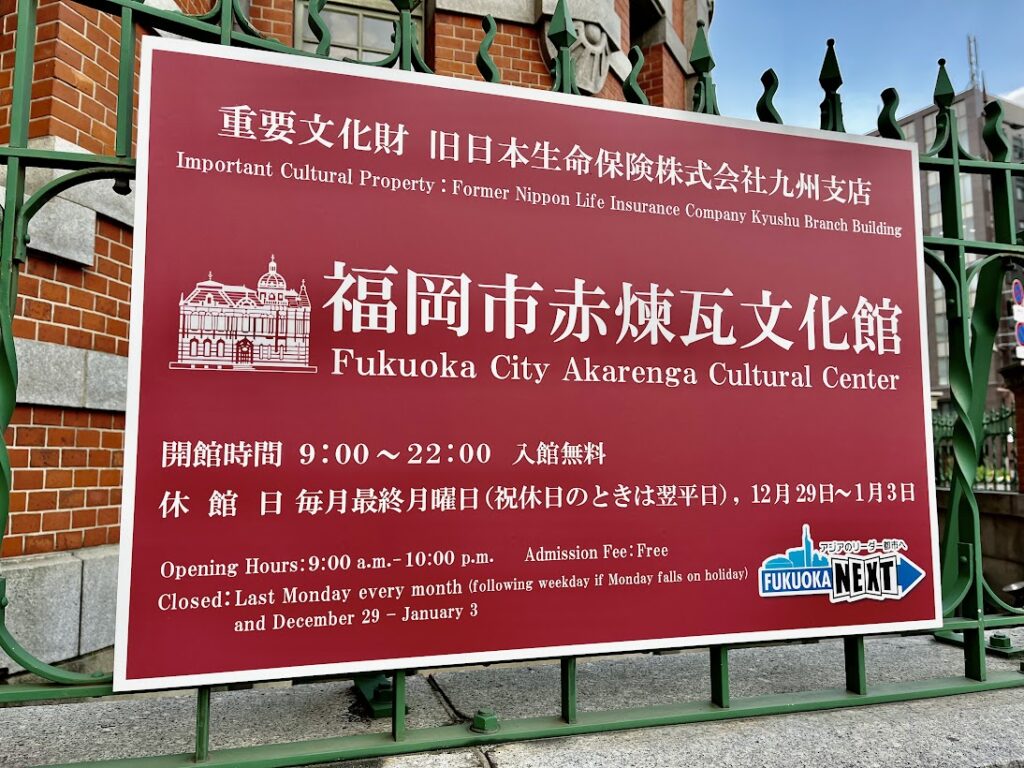 重要文化財 旧日本生命保険株式会社九州支店
Important Cultural Property：Former Nippon Life Insurance Company Kyushu Branch Building
福岡市赤煉瓦文化館
Fukuoka City Akarenga Cultural Center
開館時間 9：00～22：00 入館無料
休館日 毎月最終月曜日（祝休日のときは翌平日），12月29日～1月3日
Opening Hours：9:00 a.m.－10:00 p.m. Admission Fee：Free
Closed：Last Monday every month (following weekday if Monday falls on holiday)
and December 29 － January 3
アジアのリーダー都市へ
FUKUOKA NEXT